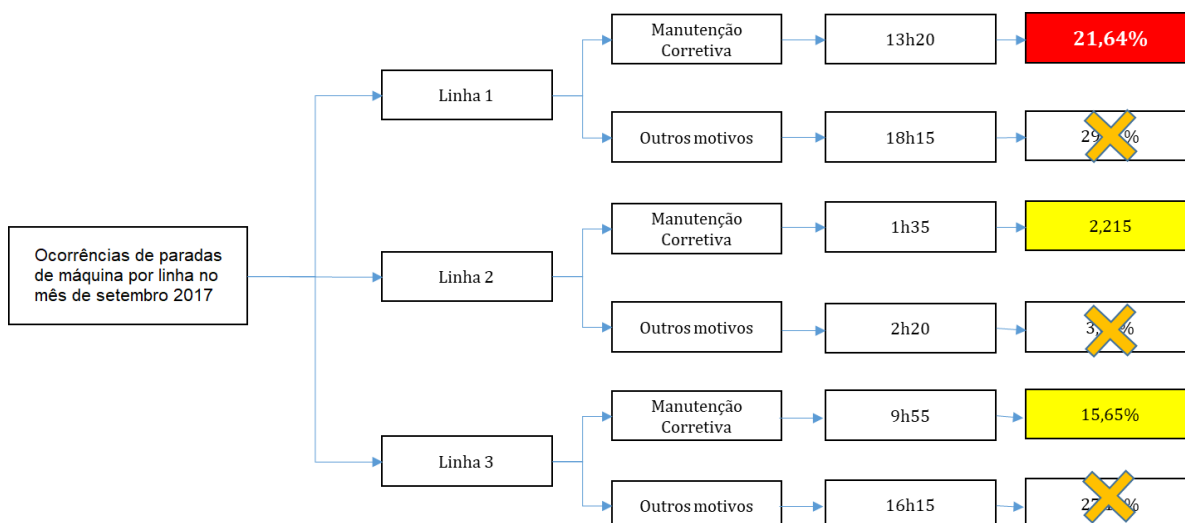 Manutenção
Corretiva
13h20
21,64%
Linha 1
Outros motivos
18h15
Manutenção
Corretiva
1h35
2,215
Ocorrências de paradas
de máquina por linha no
mês de setembro 2017
Linha 2
Outros motivos
2h20
Manutenção
Corretiva
9h55
15,65%
Linha 3
Outros motivos
16h15